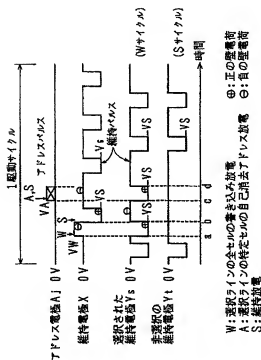 1駆動サイクル
アドレス電極Aj 0V
VA
A,S
アドレスパルス
維持電極X 0V
VW
W
S
Vs
維持パルス
選択された
維持電極Ys 0V
VS
VS
(Wサイクル)
非選択の
維持電極Yt 0V
VS
VS
(Sサイクル)
a b c d
時間
W:選択ラインの全セルの書き込み放電
A:選択ラインの特定セルの自己消去アドレス放電
S:維持放電
⊕:正の壁電荷
⊖:負の壁電荷